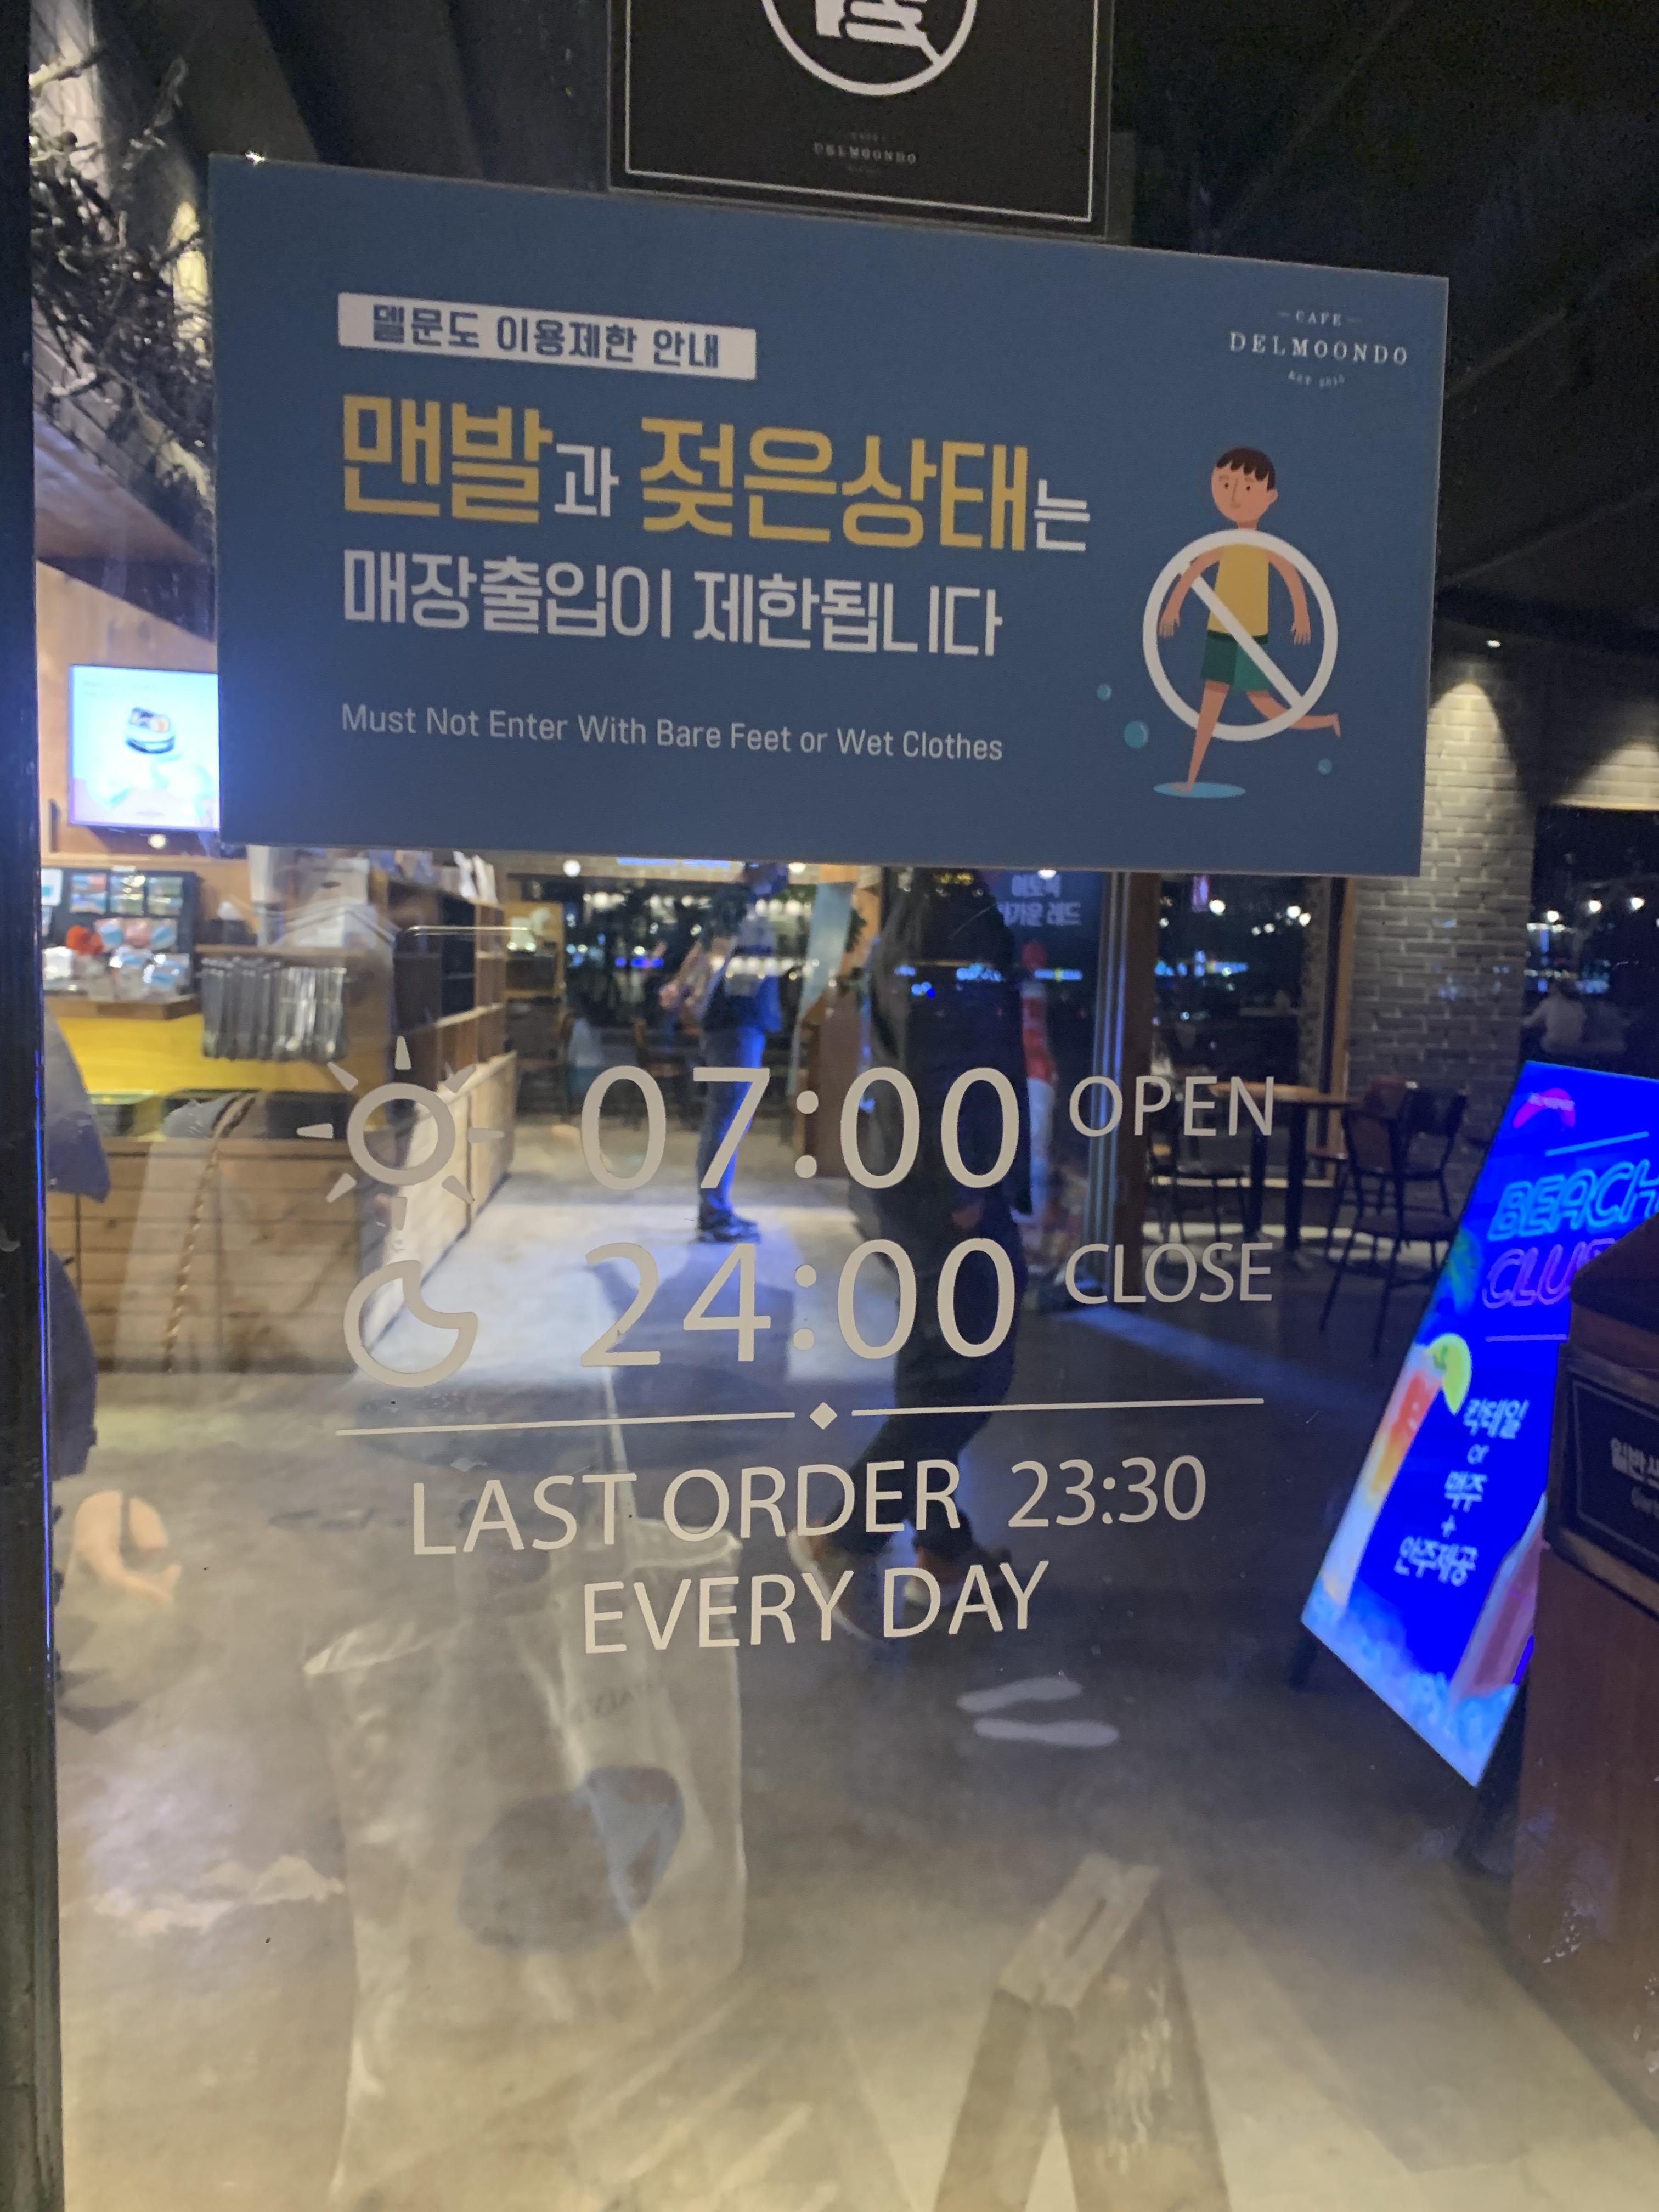 DELMOONDO
델문도 이용제한 안내
CAFE
DELMOONDO
맨발과 젖은상태는
매장출입이 제한됩니다
Must Not Enter With Bare Feet or Wet Clothes
07:00 OPEN
24:00 CLOSE
LAST ORDER 23:30
EVERY DAY
BEACH
칵테일
or
맥주
+
안주제공